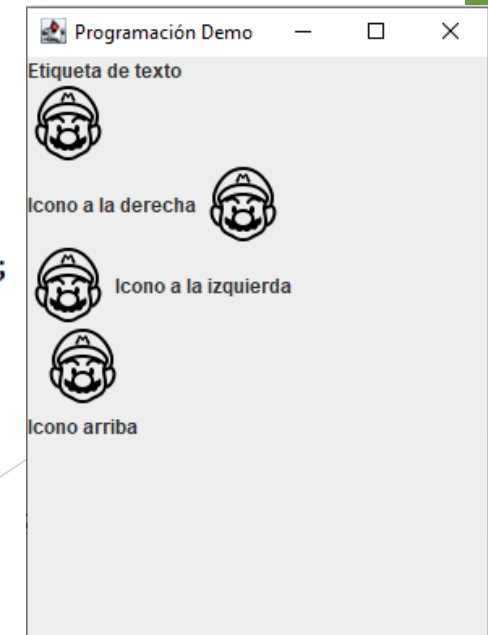 Programación Demo
Etiqueta de texto
Icono a la derecha
;
Icono a la izquierda
Icono arriba